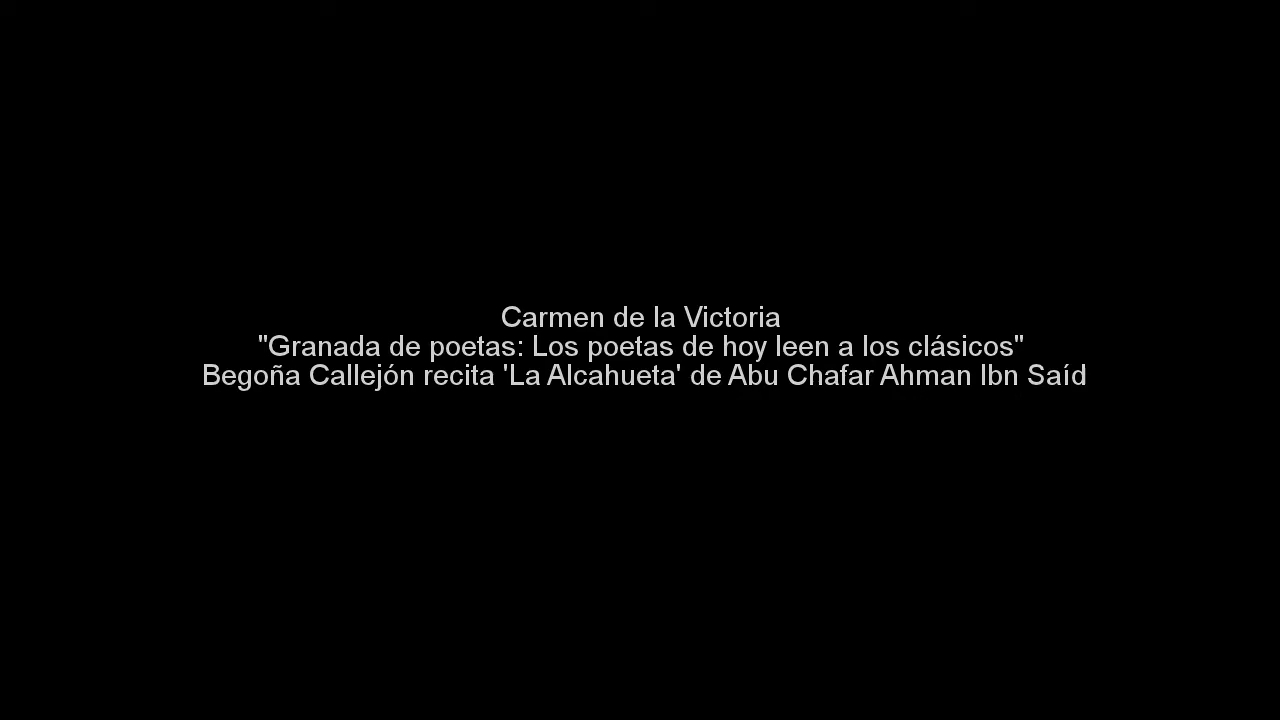 Carmen de la Victoria
"Granada de poetas: Los poetas de hoy leen a los clásicos"
Begoña Callejón recita 'La Alcahueta' de Abu Chafar Ahman Ibn Saíd